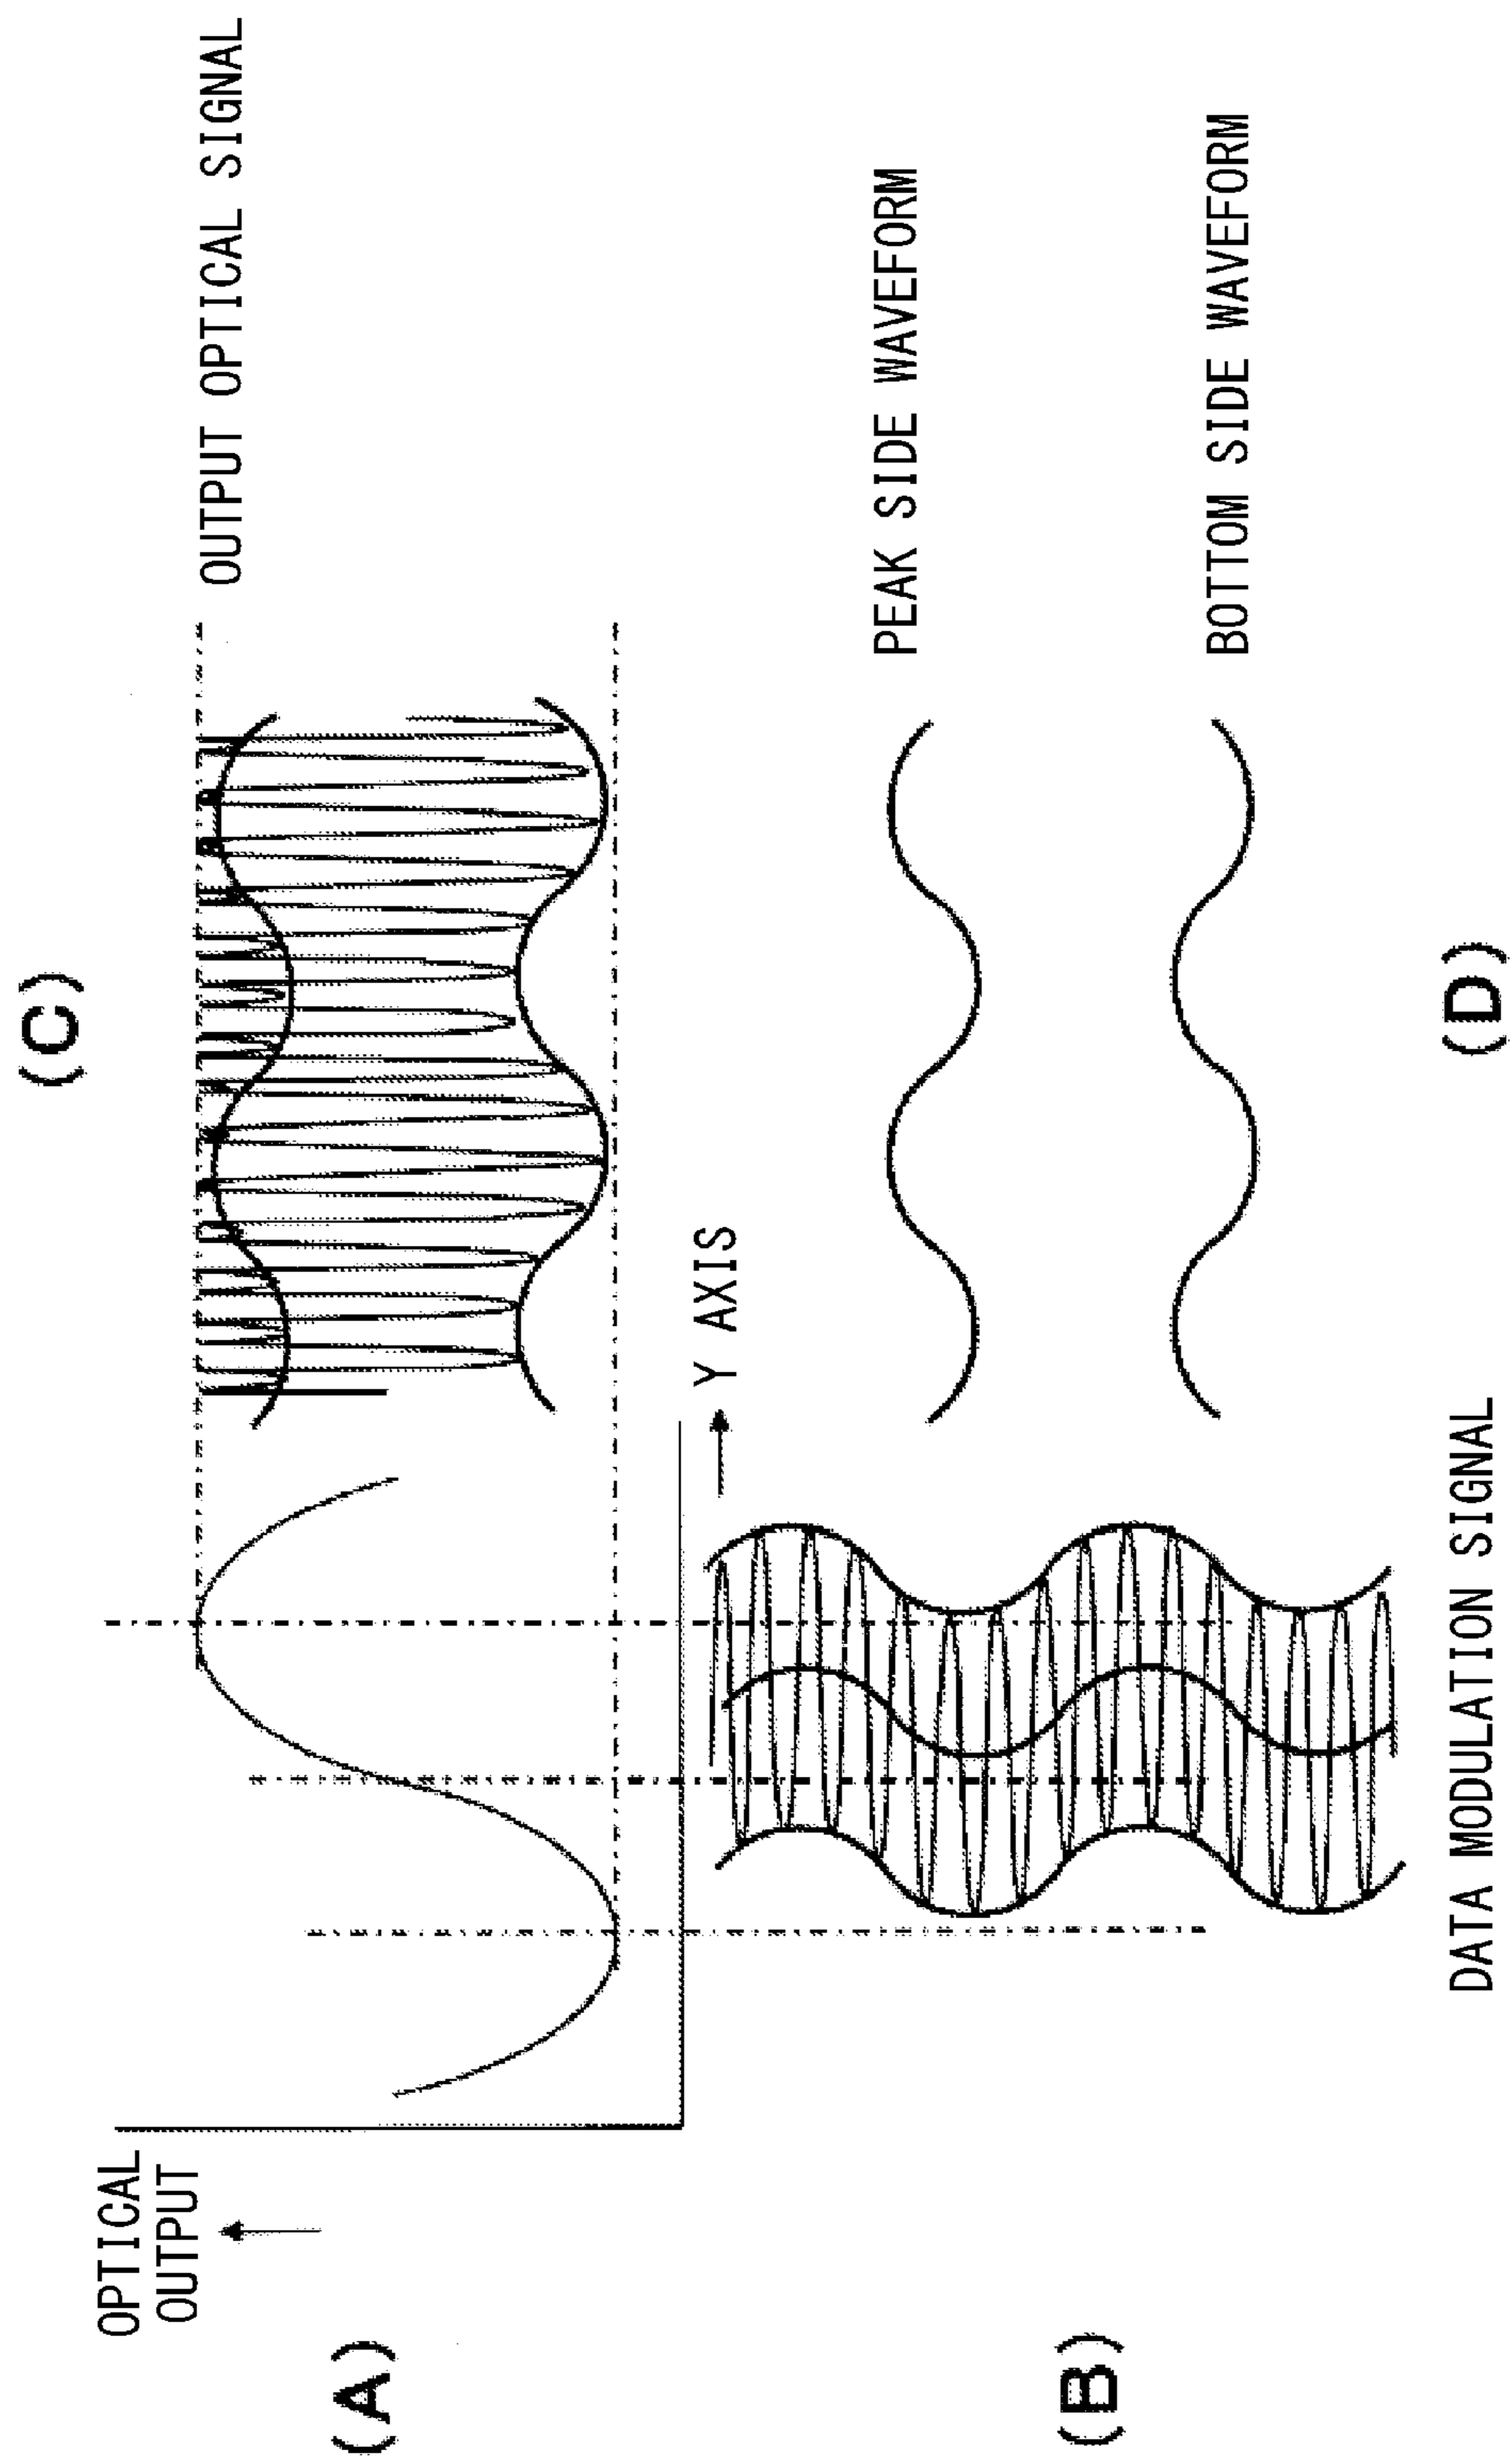 (A)
OPTICAL
OUTPUT
(C)
OUTPUT OPTICAL SIGNAL
Y AXIS
(B)
DATA MODULATION SIGNAL
PEAK SIDE WAVEFORM
BOTTOM SIDE WAVEFORM
(D)